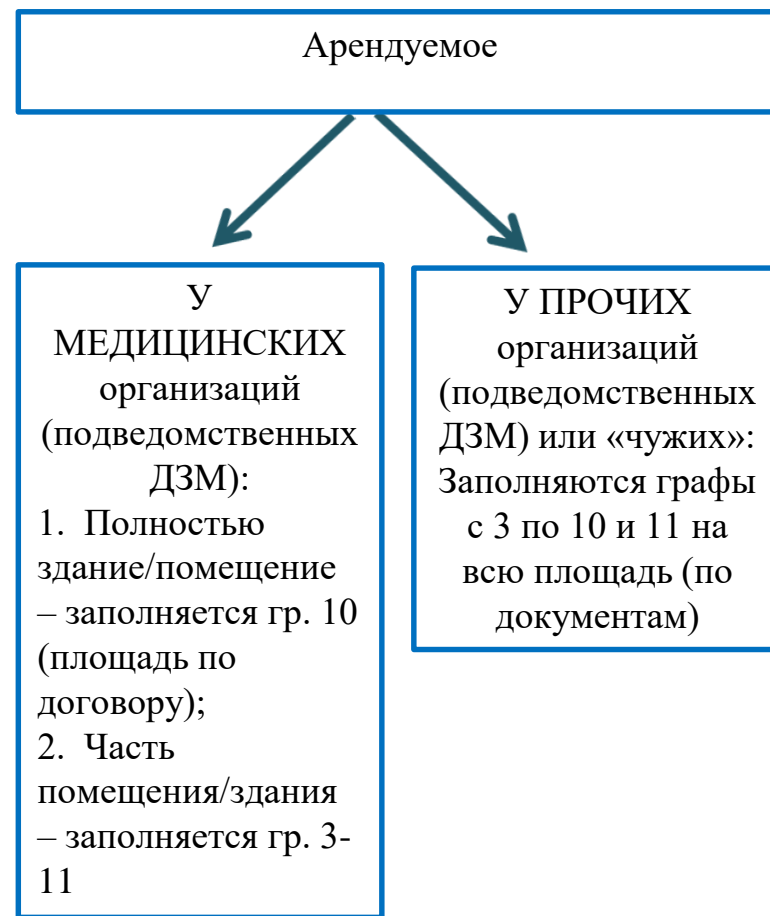 Арендуемое
У
МЕДИЦИНСКИХ
организаций
(подведомственных
ДЗМ):
1. Полностью
здание/помещение
– заполняется гр. 10
(площадь по
договору);
2. Часть
помещения/здания
– заполняется гр. 3-
11
У ПРОЧИХ
организаций
(подведомственных
ДЗМ) или «чужих»:
Заполняются графы
с 3 по 10 и 11 на
всю площадь (по
документам)